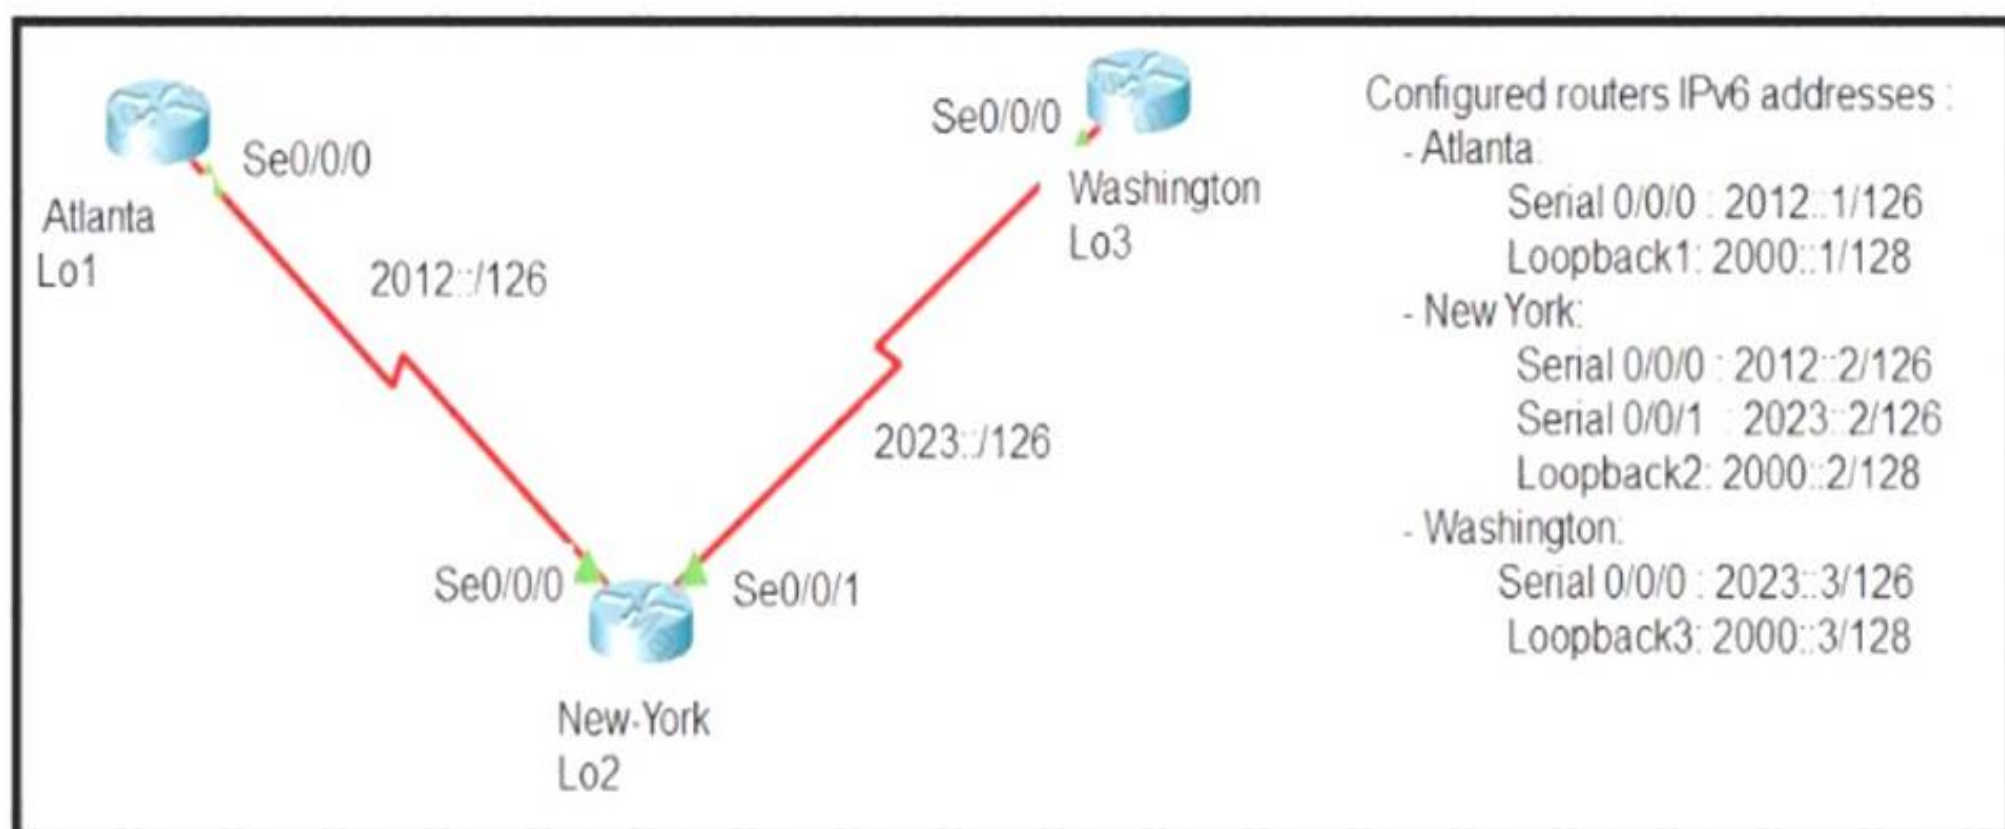 Se0/0/0
Atlanta
Lo1
2012::/126
Se0/0/0
Washington
Lo3
2023::/126
Se0/0/0
Se0/0/1
New-York
Lo2
Configured routers IPv6 addresses :
- Atlanta:
Serial 0/0/0 : 2012::1/126
Loopback1: 2000::1/128
- New York:
Serial 0/0/0 : 2012::2/126
Serial 0/0/1 : 2023::2/126
Loopback2: 2000::2/128
- Washington:
Serial 0/0/0 : 2023::3/126
Loopback3: 2000::3/128